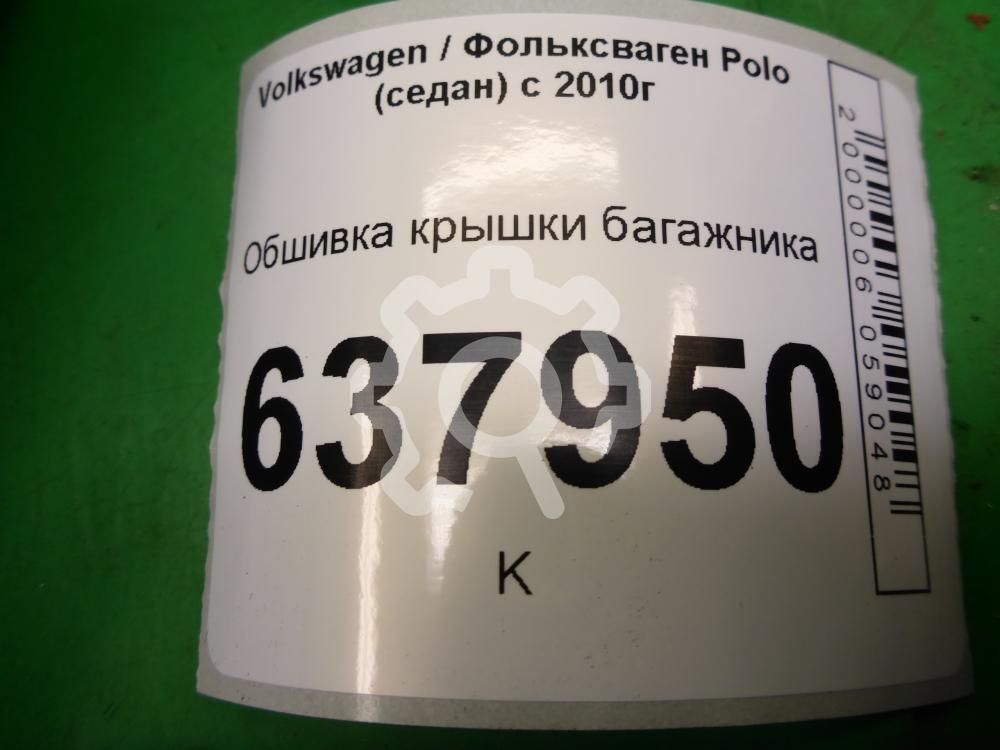 Volkswagen / Фольксваген Polo
(седан) с 2010г
Обшивка крышки багажника
637950
К
2000006059048